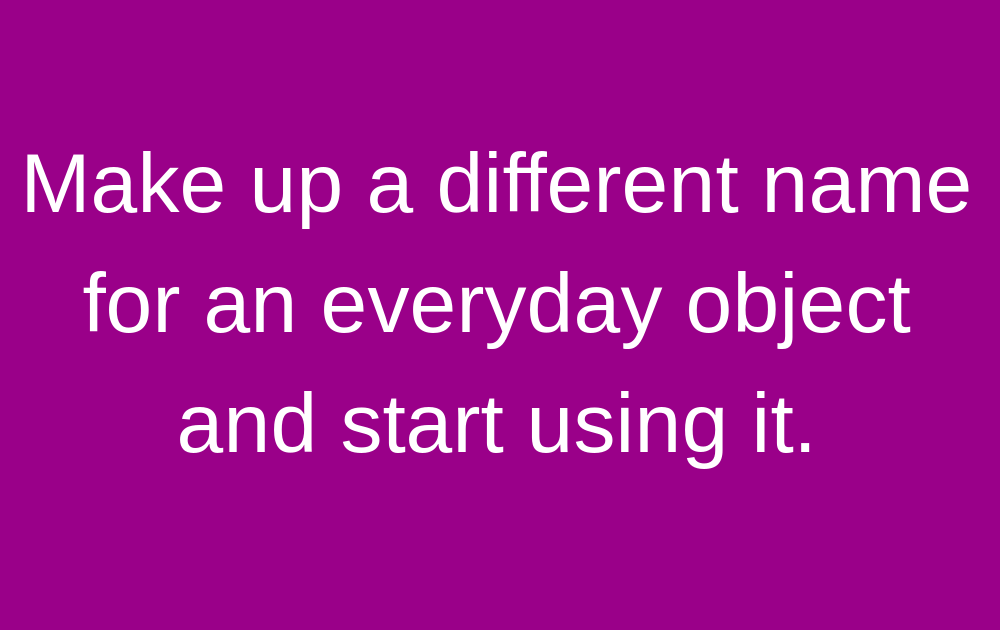 Make up a different name
for an everyday object
and start using it.